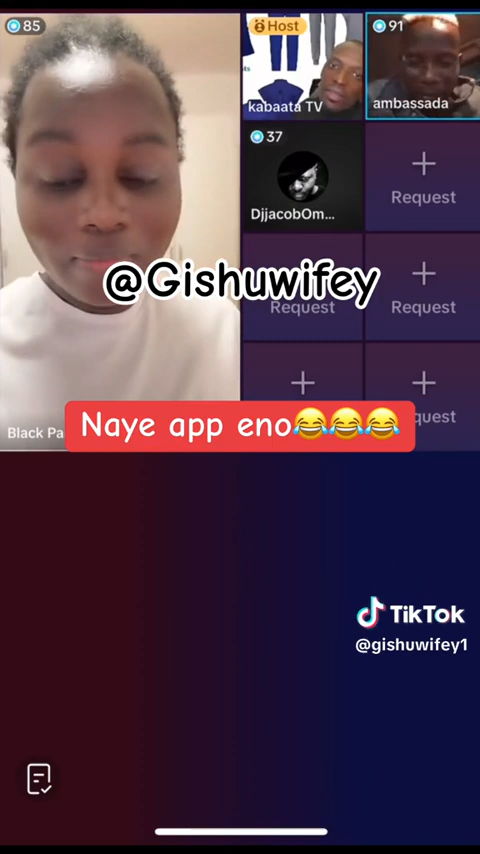 85
Host
kabaata TV
91
ambassada
37
DjjacobOm...
Request
@Gishuwifey
Request
Request
Black Pa
Naye app eno😂😂😂
quest
TikTok
@gishuwifey1